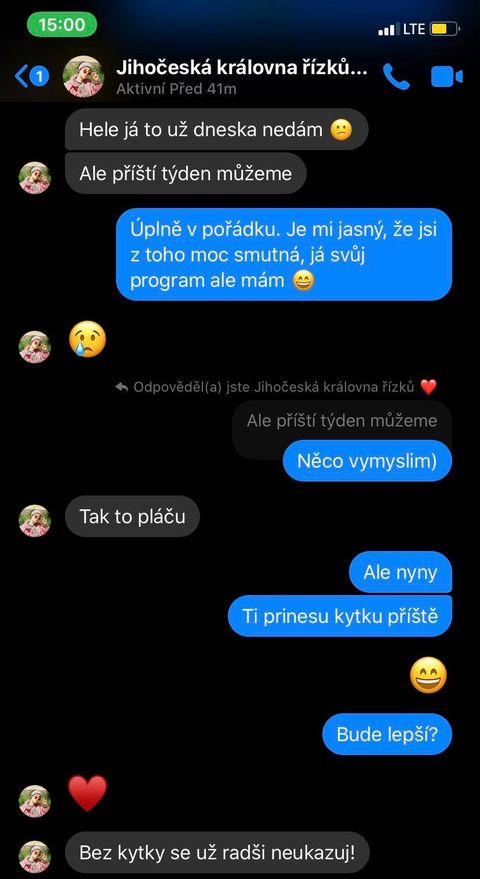 15:00
LTE
1
Jihočeská královna řízků...
Aktivní Před 41m
Hele já to už dneska nedám 😕
Ale příští týden můžeme
Úplně v pořádku. Je mi jasný, že jsi
z toho moc smutná, já svůj
program ale mám 😄
😢
Odpověděl(a) jste Jihočeská královna řízků ❤️
Ale příští týden můžeme
Něco vymyslim)
Tak to pláču
Ale nyny
Ti prinesu kytku příště
😄
Bude lepší?
❤️
Bez kytky se už radši neukazuj!